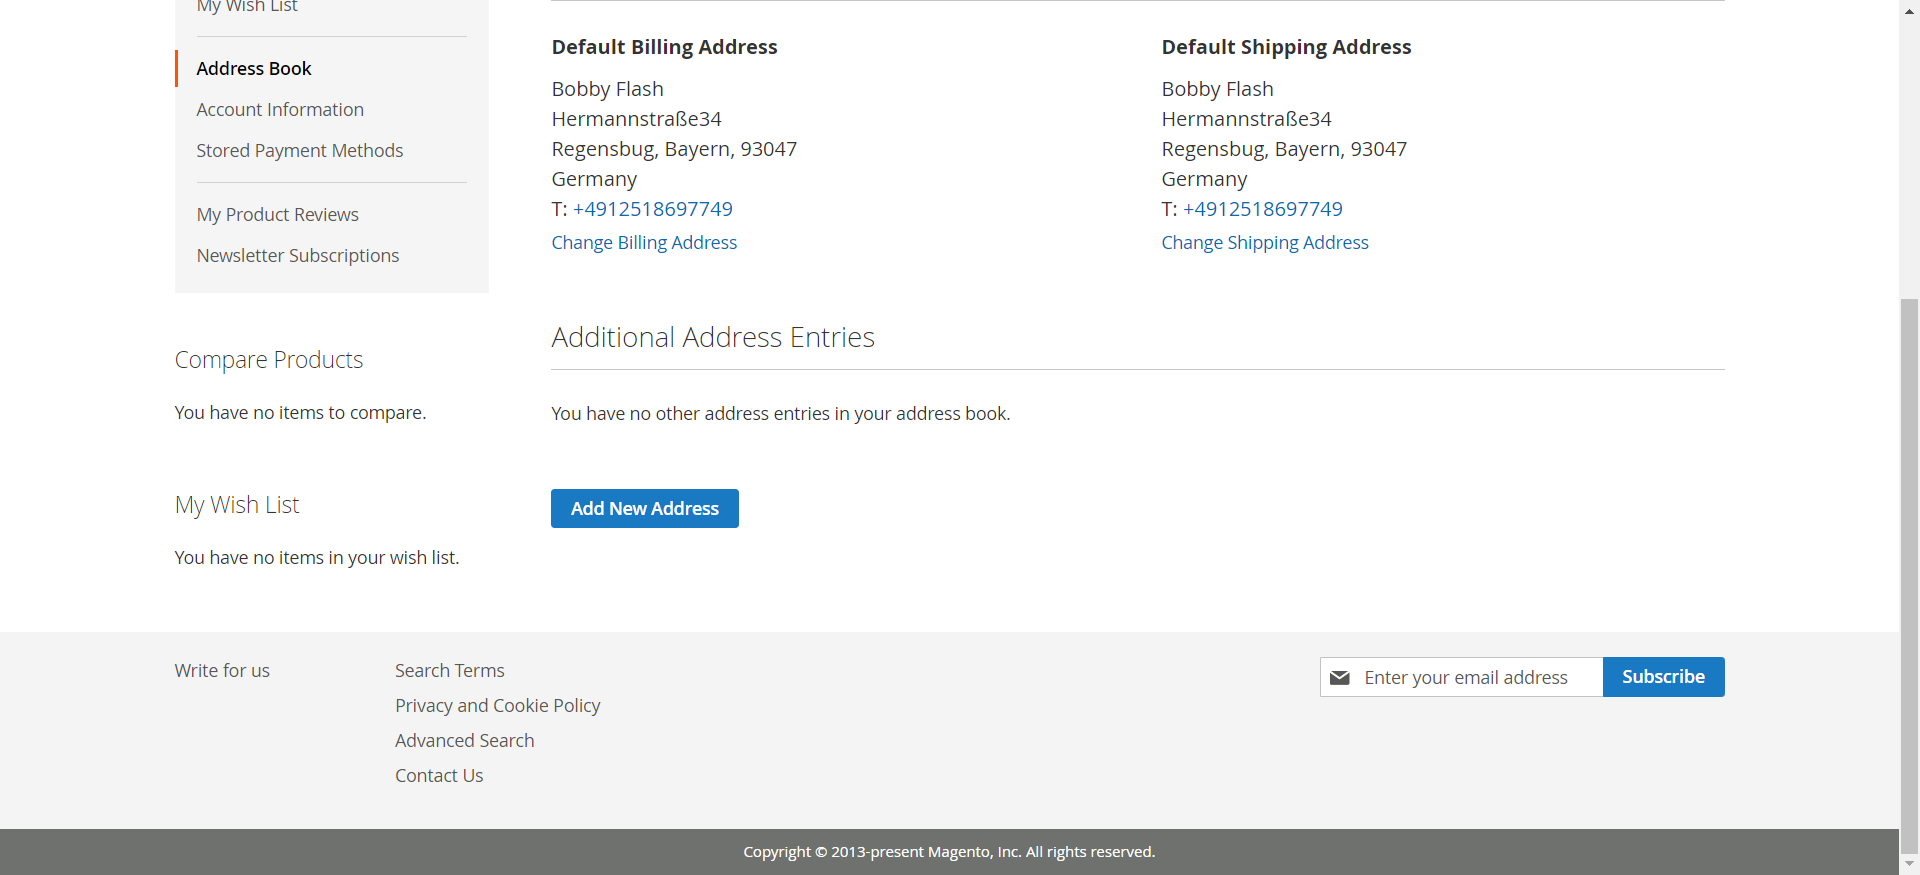 My Wish List
Address Book
Account Information
Stored Payment Methods
My Product Reviews
Newsletter Subscriptions
Compare Products
You have no items to compare.
My Wish List
You have no items in your wish list.
Default Billing Address
Bobby Flash
Hermannstraße34
Regensbug, Bayern, 93047
Germany
T: +4912518697749
Change Billing Address
Default Shipping Address
Bobby Flash
Hermannstraße34
Regensbug, Bayern, 93047
Germany
T: +4912518697749
Change Shipping Address
Additional Address Entries
You have no other address entries in your address book.
Add New Address
Write for us
Search Terms
Privacy and Cookie Policy
Advanced Search
Contact Us
Enter your email address
Subscribe
Copyright © 2013-present Magento, Inc. All rights reserved.